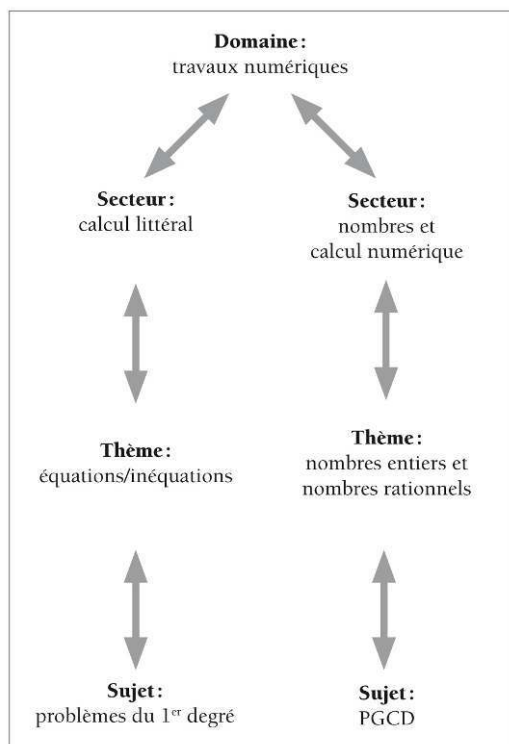 Domaine :
travaux numériques
Secteur :
calcul littéral
Secteur :
nombres et
calcul numérique
Thème :
équations/inéquations
Thème :
nombres entiers et
nombres rationnels
Sujet :
problèmes du 1er degré
Sujet :
PGCD